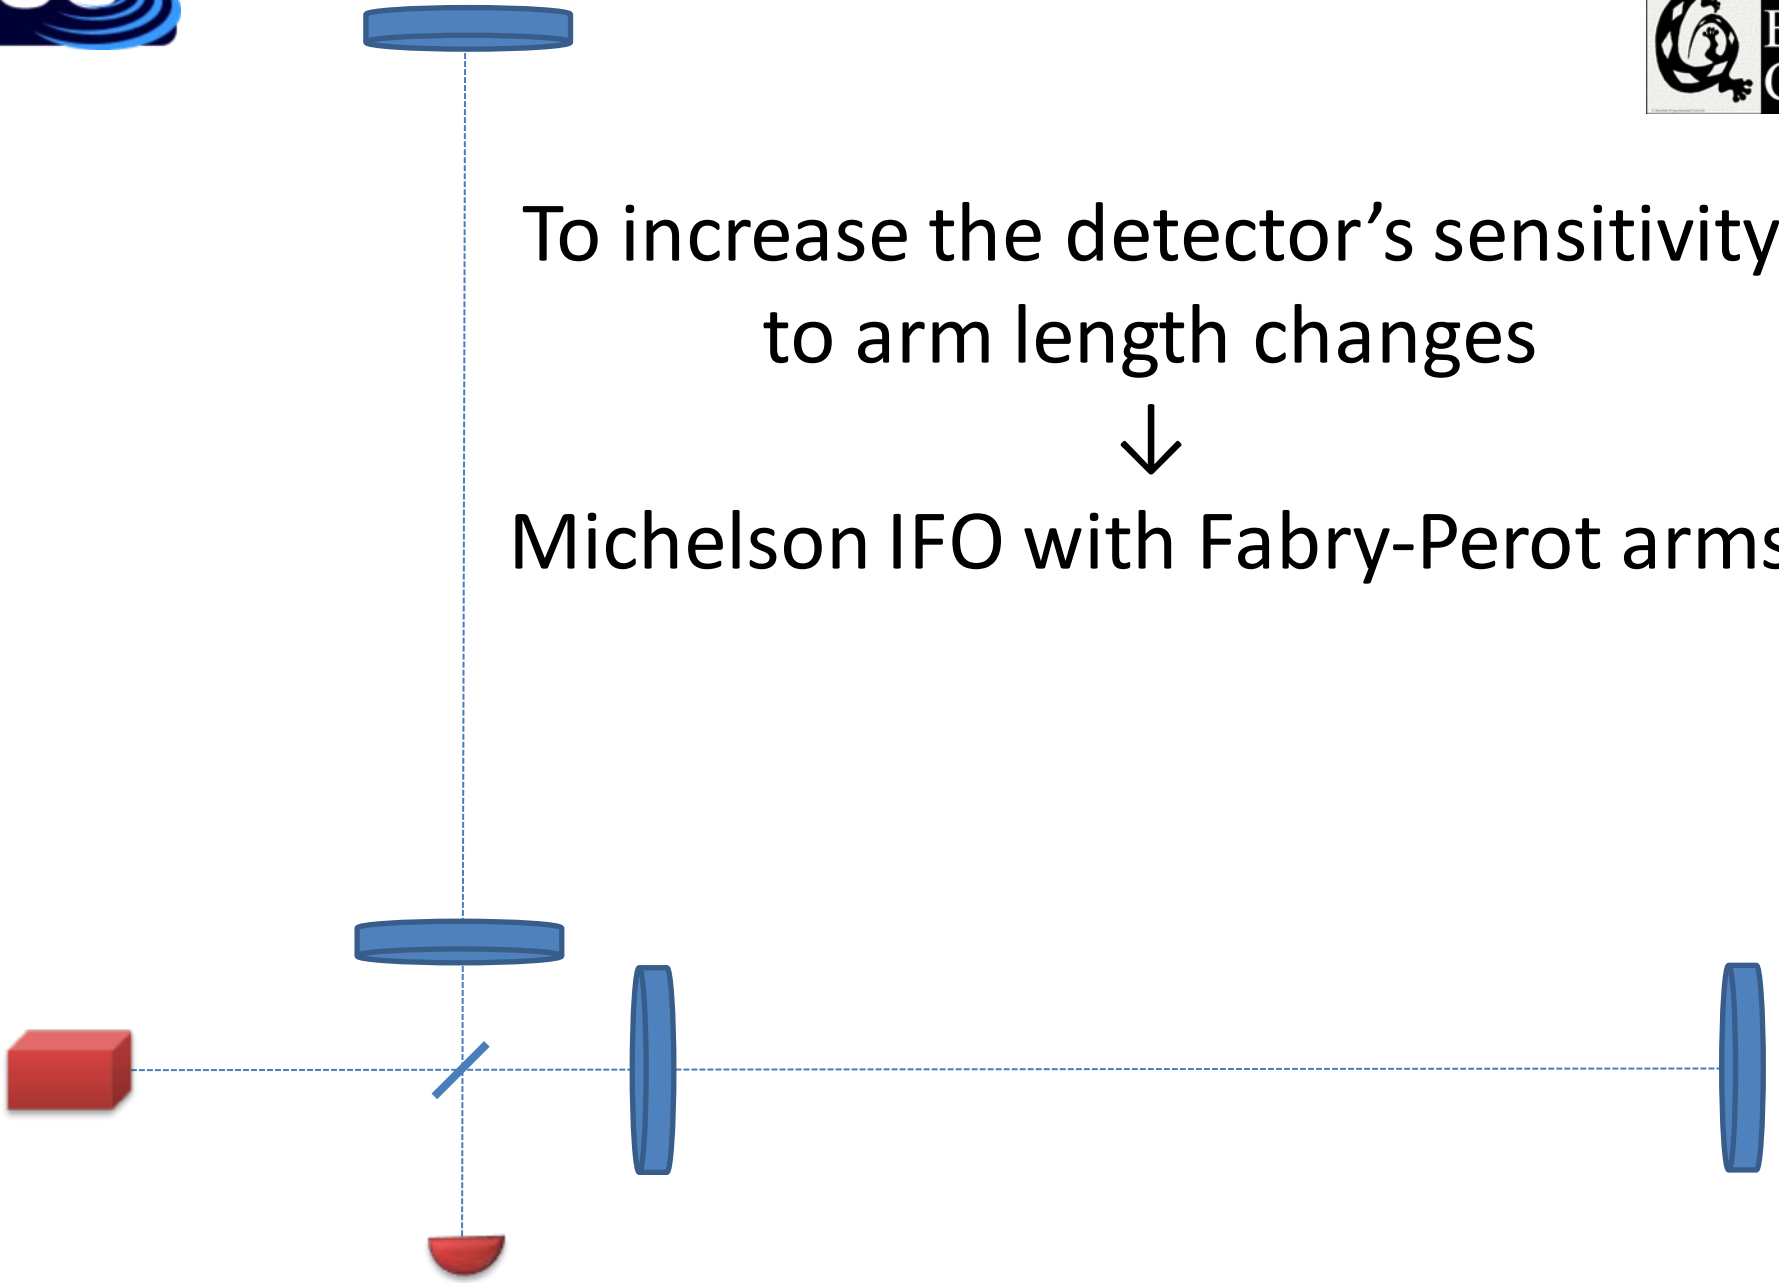 To increase the detector’s sensitivity
to arm length changes
↓
Michelson IFO with Fabry-Perot arms